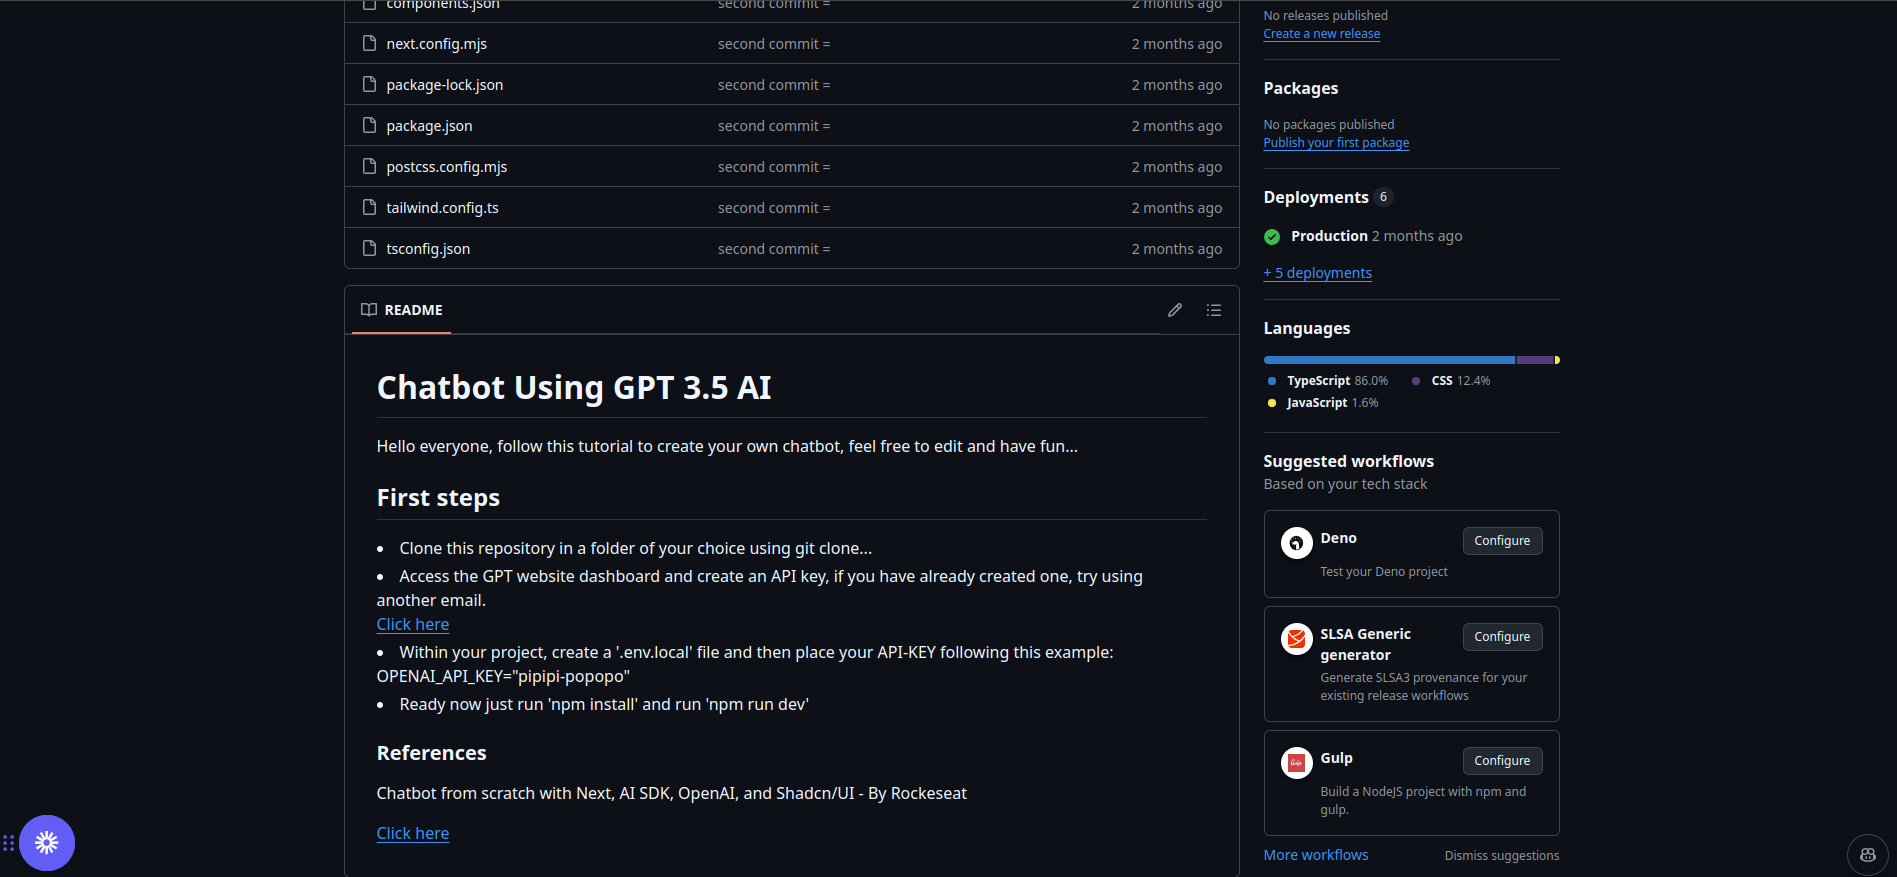 components.json second commit = 2 months ago
next.config.mjs second commit = 2 months ago
package-lock.json second commit = 2 months ago
package.json second commit = 2 months ago
postcss.config.mjs second commit = 2 months ago
tailwind.config.ts second commit = 2 months ago
tsconfig.json second commit = 2 months ago
README
Chatbot Using GPT 3.5 AI
Hello everyone, follow this tutorial to create your own chatbot, feel free to edit and have fun...
First steps
• Clone this repository in a folder of your choice using git clone...
• Access the GPT website dashboard and create an API key, if you have already created one, try using
another email.
Click here
• Within your project, create a '.env.local' file and then place your API-KEY following this example:
OPENAI_API_KEY="pipipi-popopo"
• Ready now just run 'npm install' and run 'npm run dev'
References
Chatbot from scratch with Next, AI SDK, OpenAI, and Shadcn/UI - By Rockeseat
Click here
No releases published
Create a new release
Packages
No packages published
Publish your first package
Deployments 6
Production 2 months ago
+ 5 deployments
Languages
TypeScript 86.0% CSS 12.4%
JavaScript 1.6%
Suggested workflows
Based on your tech stack
Deno Configure
Test your Deno project
SLSA Generic Configure
generator
Generate SLSA3 provenance for your
existing release workflows
Gulp Configure
Build a NodeJS project with npm and
gulp.
More workflows Dismiss suggestions